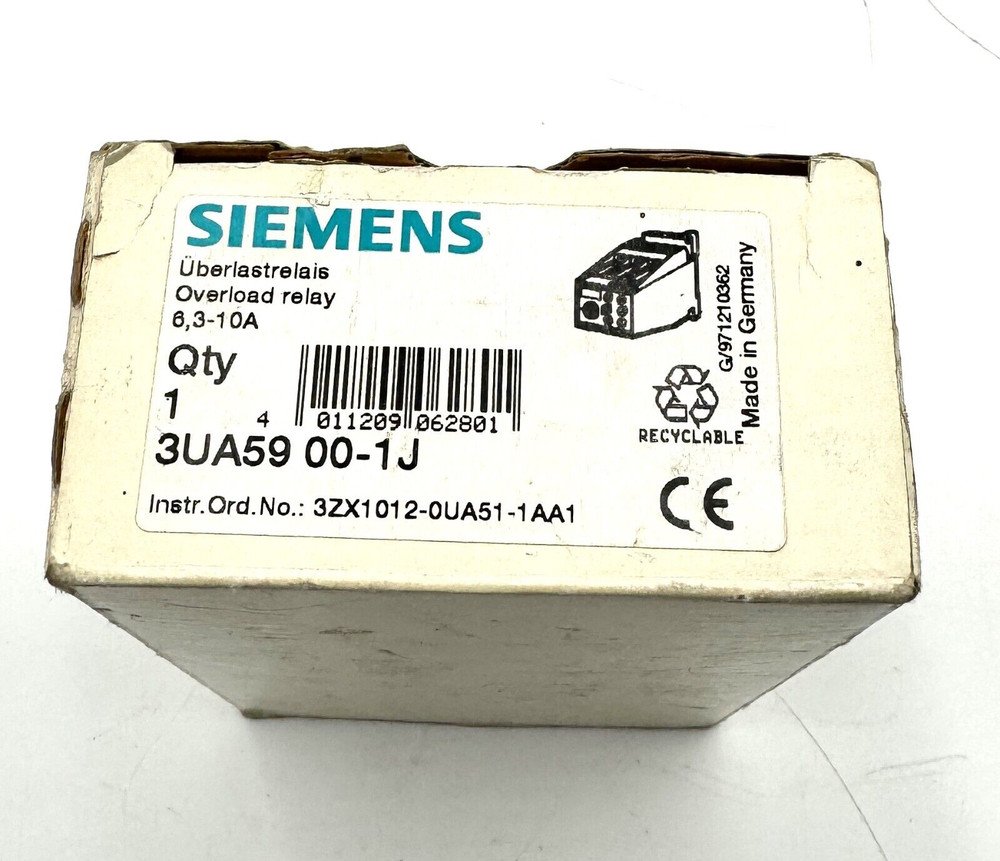 SIEMENS
Überlastrelais
Overload relay
6,3-10A
Qty
1
4 011209 062801
3UA59 00-1J
Instr.Ord.No.: 3ZX1012-0UA51-1AA1
G/971210362
Made in Germany
RECYCLABLE
CE